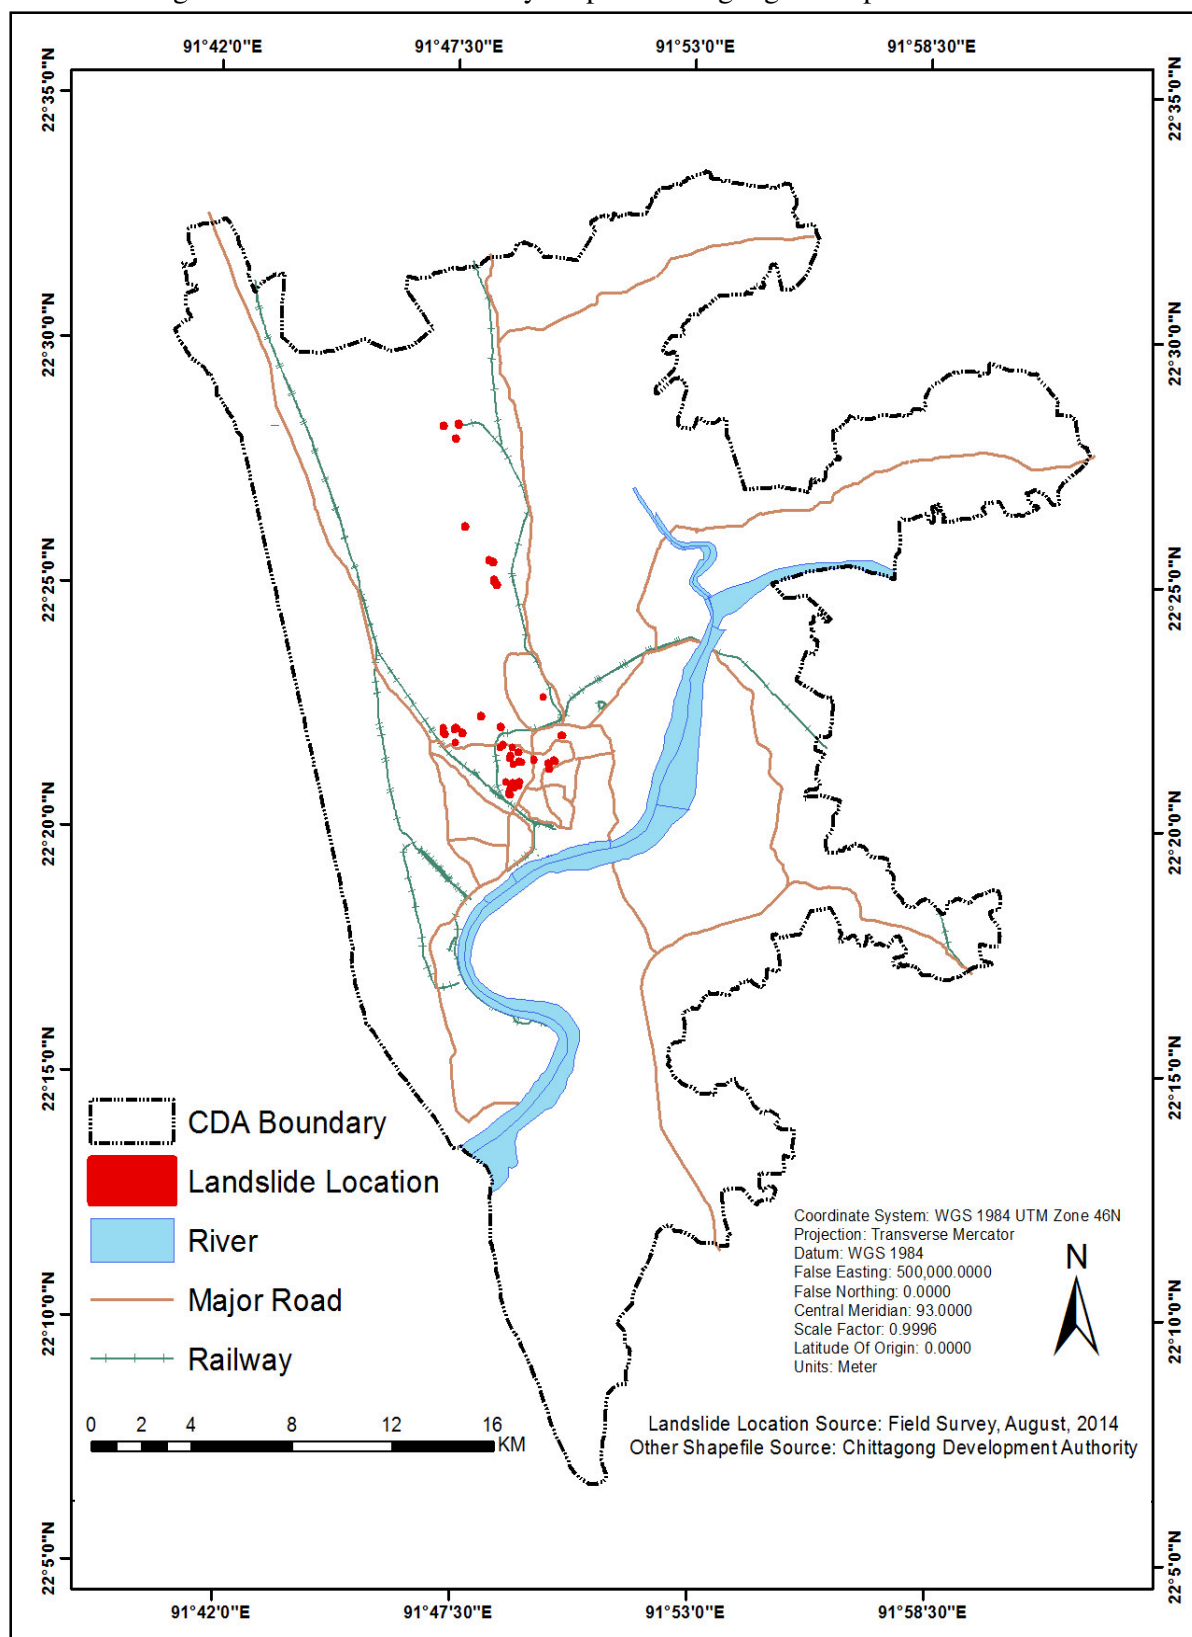 91°42'0"E 91°47'30"E 91°53'0"E 91°58'30"E
22°35'0"N
22°35'0"N
22°30'0"N
22°30'0"N
22°25'0"N
22°25'0"N
22°20'0"N
22°20'0"N
22°15'0"N
22°15'0"N
22°10'0"N
22°10'0"N
22°5'0"N
22°5'0"N
CDA Boundary
Landslide Location
River
Major Road
Railway
0 2 4 8 12 16
KM
Coordinate System: WGS 1984 UTM Zone 46N
Projection: Transverse Mercator
Datum: WGS 1984
False Easting: 500,000.0000
False Northing: 0.0000
Central Meridian: 93.0000
Scale Factor: 0.9996
Latitude Of Origin: 0.0000
Units: Meter
N
Landslide Location Source: Field Survey, August, 2014
Other Shapefile Source: Chittagong Development Authority
91°42'0"E 91°47'30"E 91°53'0"E 91°58'30"E